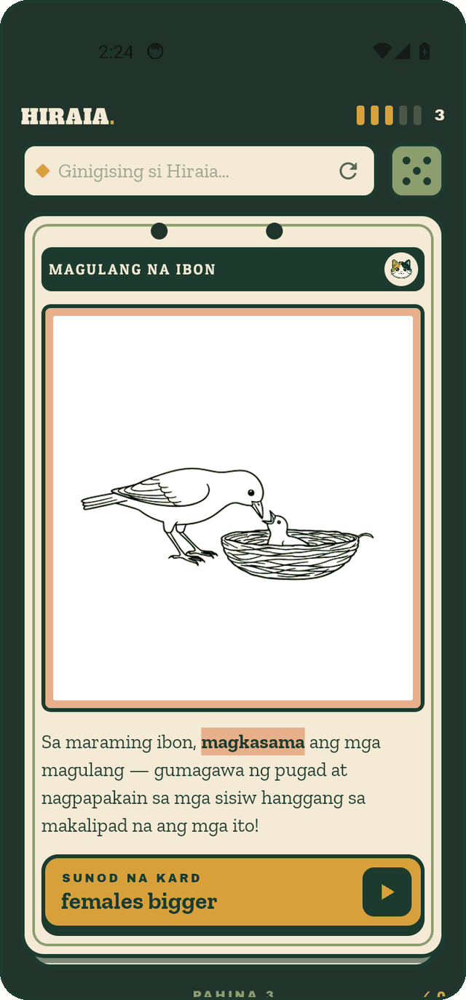 2:24
HIRAIA.
3
Ginigising si Hiraia...
MAGULANG NA IBON
Sa maraming ibon, magkasama ang mga
magulang — gumagawa ng pugad at
nagpapakain sa mga sisiw hanggang sa
makalipad na ang mga ito!
SUNOD NA KARD
females bigger
PAHINA 3